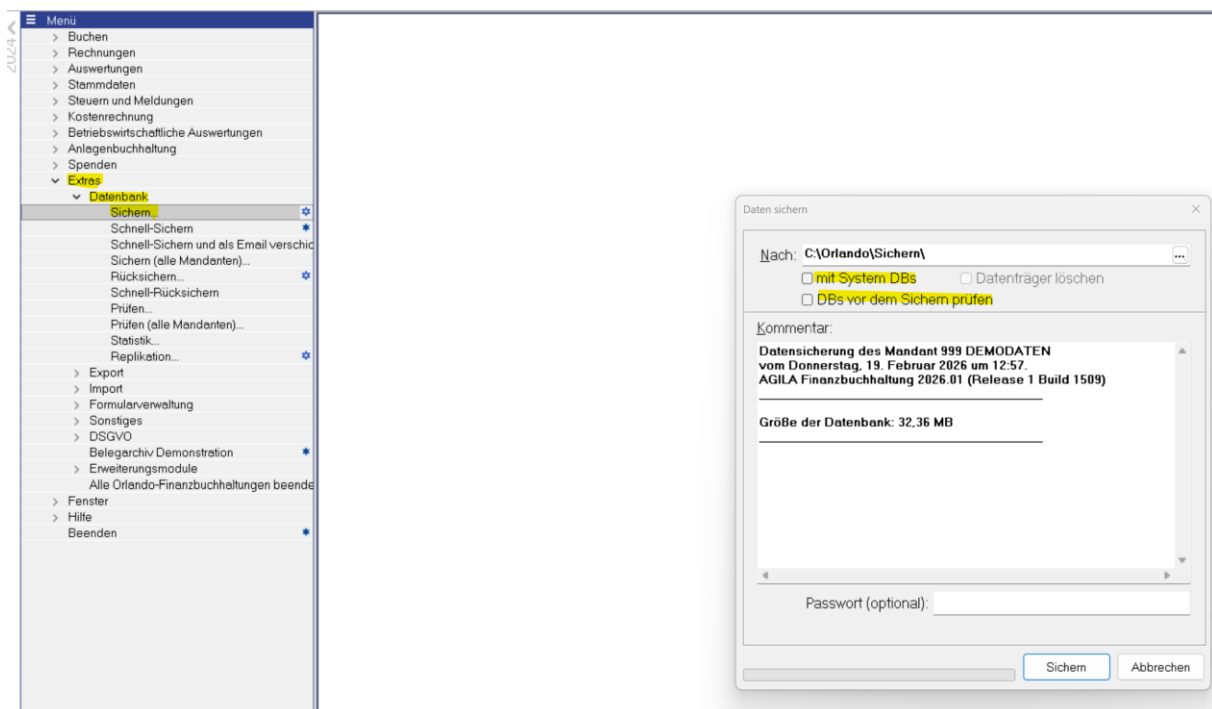 2024
Menü
Buchen
Rechnungen
Auswertungen
Stammdaten
Steuern und Meldungen
Kostenrechnung
Betriebswirtschaftliche Auswertungen
Anlagenbuchhaltung
Spenden
Extras
Datenbank
Sichern...
Schnell-Sichern
Schnell-Sichern und als Email verschic
Sichern (alle Mandanten)...
Rücksichern...
Schnell-Rücksichern
Prüfen...
Prüfen (alle Mandanten)...
Statistik...
Replikation...
Export
Import
Formularverwaltung
Sonstiges
DSGVO
Belegarchiv Demonstration
Erweiterungsmodule
Alle Orlando-Finanzbuchhaltungen beende
Fenster
Hilfe
Beenden
Daten sichern
Nach: C:\Orlando\Sichern\ ...
mit System DBs Datenträger löschen
DBs vor dem Sichern prüfen
Kommentar:
Datensicherung des Mandant 999 DEMODATEN
vom Donnerstag, 19. Februar 2026 um 12:57.
AGILA Finanzbuchhaltung 2026.01 (Release 1 Build 1509)
Größe der Datenbank: 32,36 MB
Passwort (optional):
Sichern Abbrechen